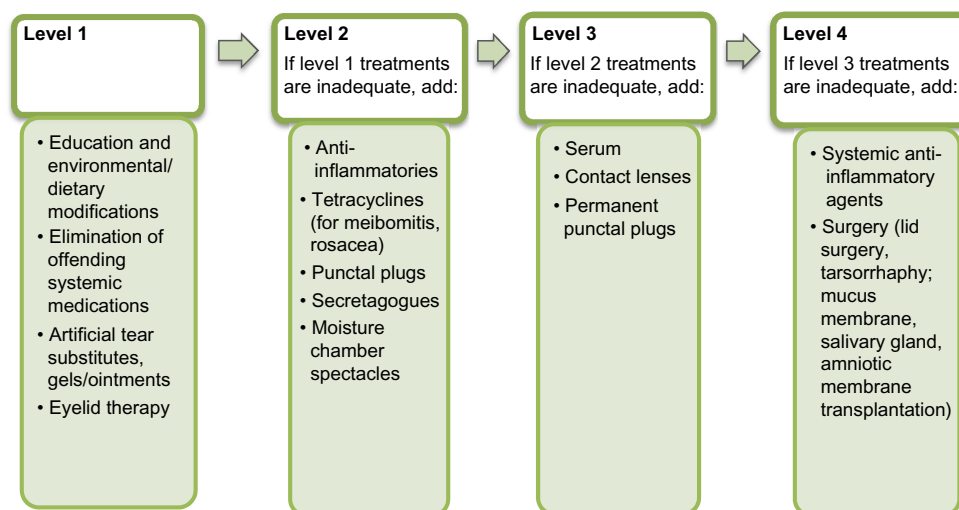 Level 1
• Education and
environmental/
dietary
modifications
• Elimination of
offending
systemic
medications
• Artificial tear
substitutes,
gels/ointments
• Eyelid therapy
Level 2
If level 1 treatments
are inadequate, add:
• Anti-
inflammatories
• Tetracyclines
(for meibomitis,
rosacea)
• Punctal plugs
• Secretagogues
• Moisture
chamber
spectacles
Level 3
If level 2 treatments
are inadequate, add:
• Serum
• Contact lenses
• Permanent
punctal plugs
Level 4
If level 3 treatments
are inadequate, add:
• Systemic anti-
inflammatory
agents
• Surgery (lid
surgery,
tarsorrhaphy;
mucus
membrane,
salivary gland,
amniotic
membrane
transplantation)